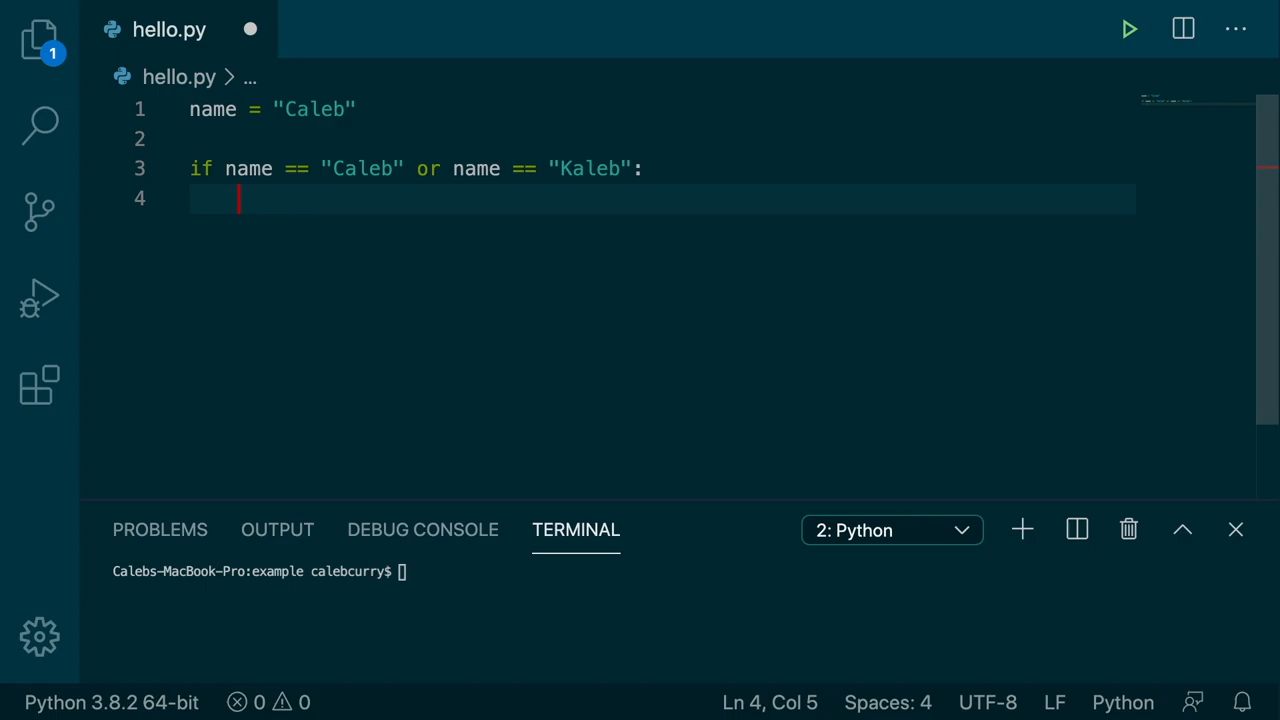 hello.py
1
hello.py > ...
1 name = "Caleb"
2
3 if name == "Caleb" or name == "Kaleb":
4
PROBLEMS OUTPUT DEBUG CONSOLE TERMINAL 2: Python
Calebs-MacBook-Pro:example calebcurry$
Python 3.8.2 64-bit 0 0 Ln 4, Col 5 Spaces: 4 UTF-8 LF Python